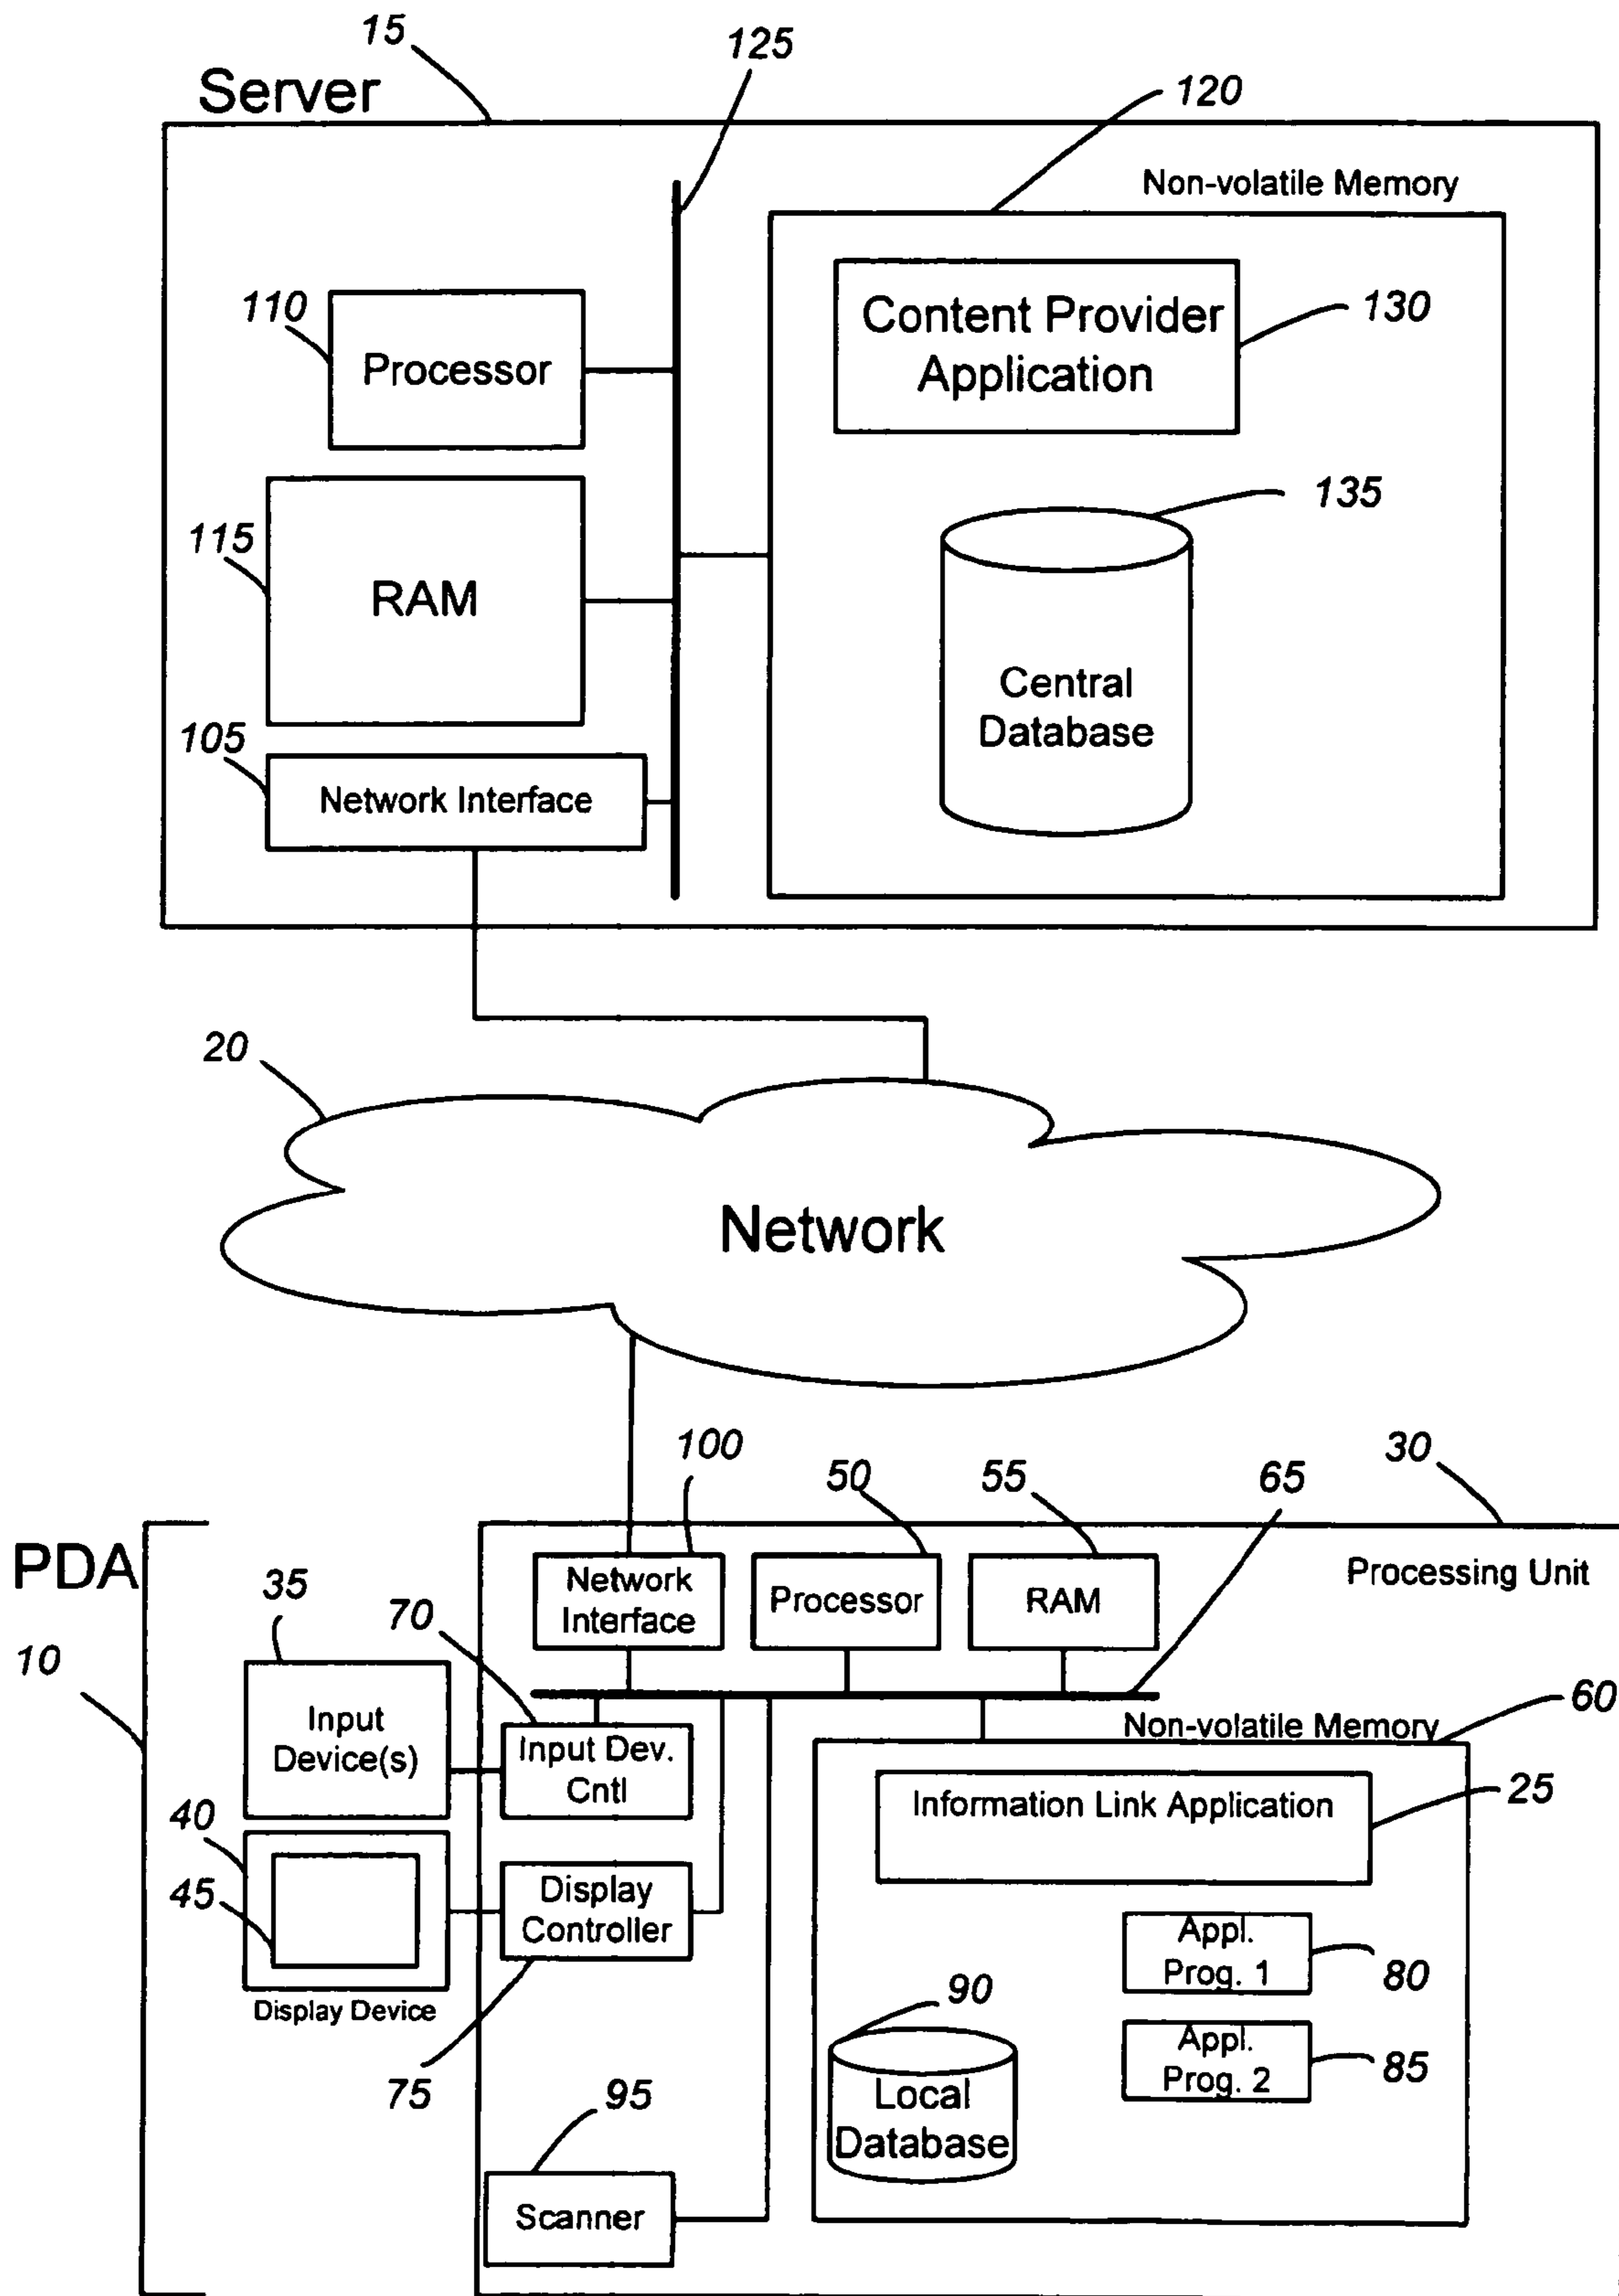 15
125
Server
120
Non-volatile Memory
110
Processor
Content Provider
Application
130
115
RAM
135
Central
Database
105
Network Interface
20
Network
100
50
55
65
30
PDA
10
35
70
Network
Interface
Processor
RAM
Processing Unit
Input
Device(s)
Input Dev.
Cntl
Non-volatile Memory
60
Information Link Application
25
40
45
Display
Controller
Display Device
75
Appl.
Prog. 1
80
90
Appl.
Prog. 2
85
Local
Database
95
Scanner